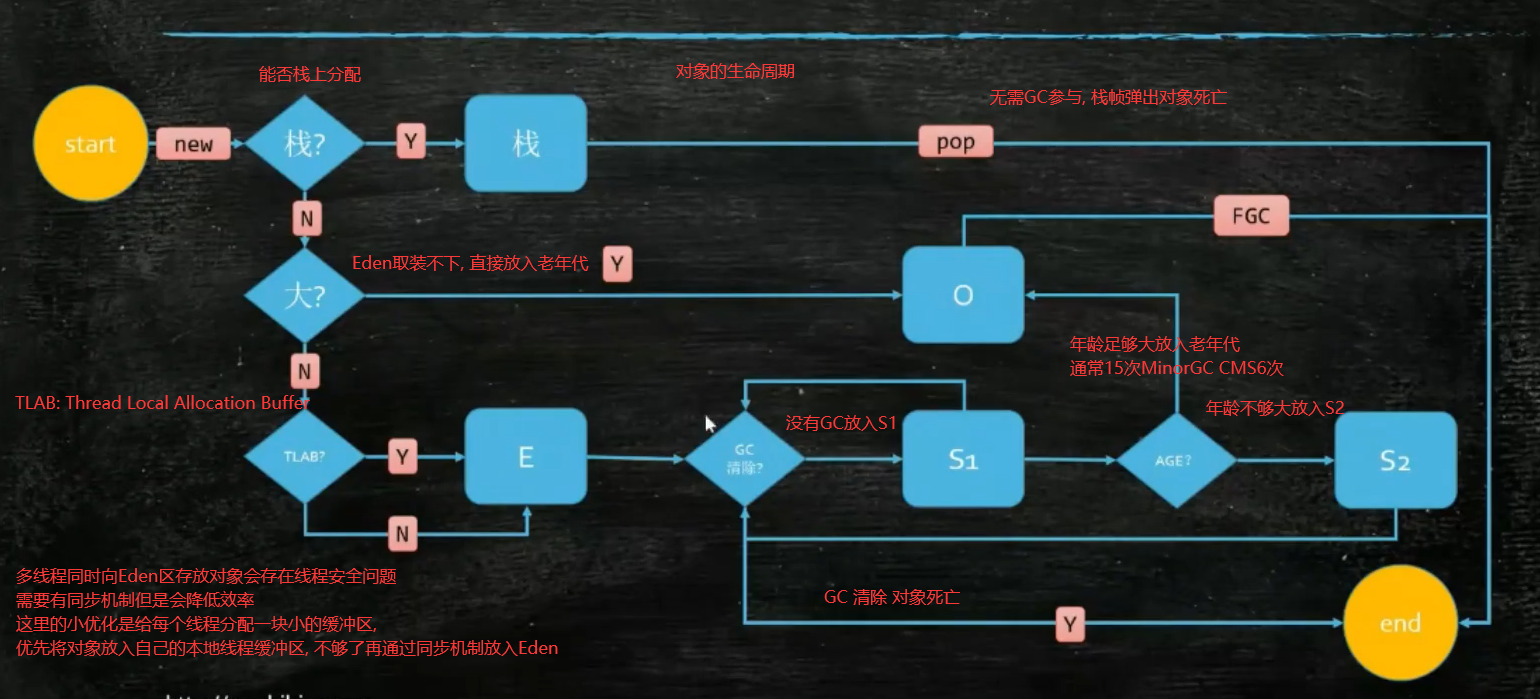 能否栈上分配
对象的生命周期
无需GC参与, 栈帧弹出对象死亡
start
new
栈?
Y
栈
pop
N
FGC
Eden取装不下, 直接放入老年代
Y
大?
O
N
年龄足够大放入老年代
通常15次MinorGC CMS6次
TLAB: Thread Local Allocation Buffer
没有GC放入S1
年龄不够大放入S2
TLAB?
Y
E
GC
清除?
S1
AGE?
S2
N
多线程同时向Eden区存放对象会存在线程安全问题
需要有同步机制但是会降低效率
这里的小优化是给每个线程分配一块小的缓冲区,
优先将对象放入自己的本地线程缓冲区, 不够了再通过同步机制放入Eden
GC 清除 对象死亡
Y
end